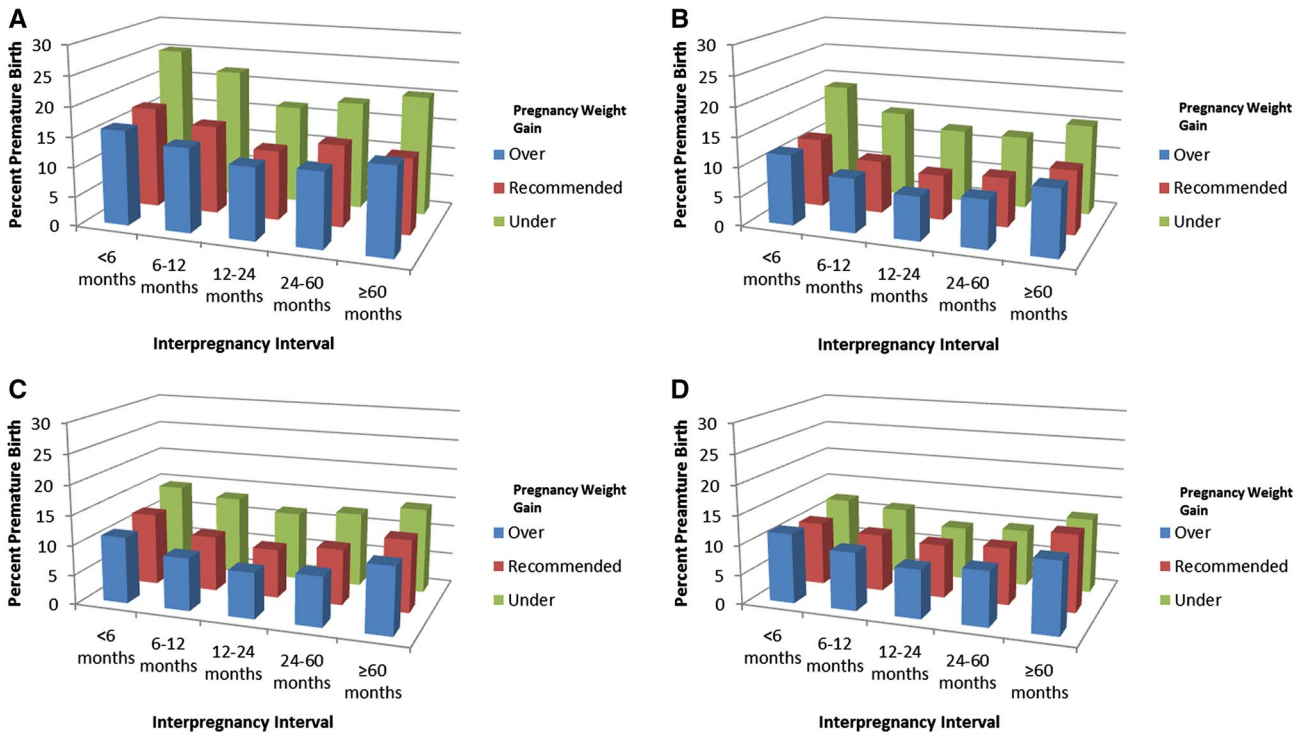 A
Percent Premature Birth
30
25
20
15
10
5
0
<6
months
6-12
months
12-24
months
24-60
months
≥60
months
Interpregnancy Interval
Pregnancy Weight
Gain
Over
Recommended
Under
B
Percent Premature Birth
30
25
20
15
10
5
0
<6
months
6-12
months
12-24
months
24-60
months
≥60
months
Interpregnancy Interval
Pregnancy Weight
Gain
Over
Recommended
Under
C
Percent Premature Birth
30
25
20
15
10
5
0
<6
months
6-12
months
12-24
months
24-60
months
≥60
months
Interpregnancy Interval
Pregnancy Weight
Gain
Over
Recommended
Under
D
Percent Preamture Birth
30
25
20
15
10
5
0
<6
months
6-12
months
12-24
months
24-60
months
≥60
months
Interpregnancy Interval
Pregnancy Weight
Gain
Over
Recommended
Under